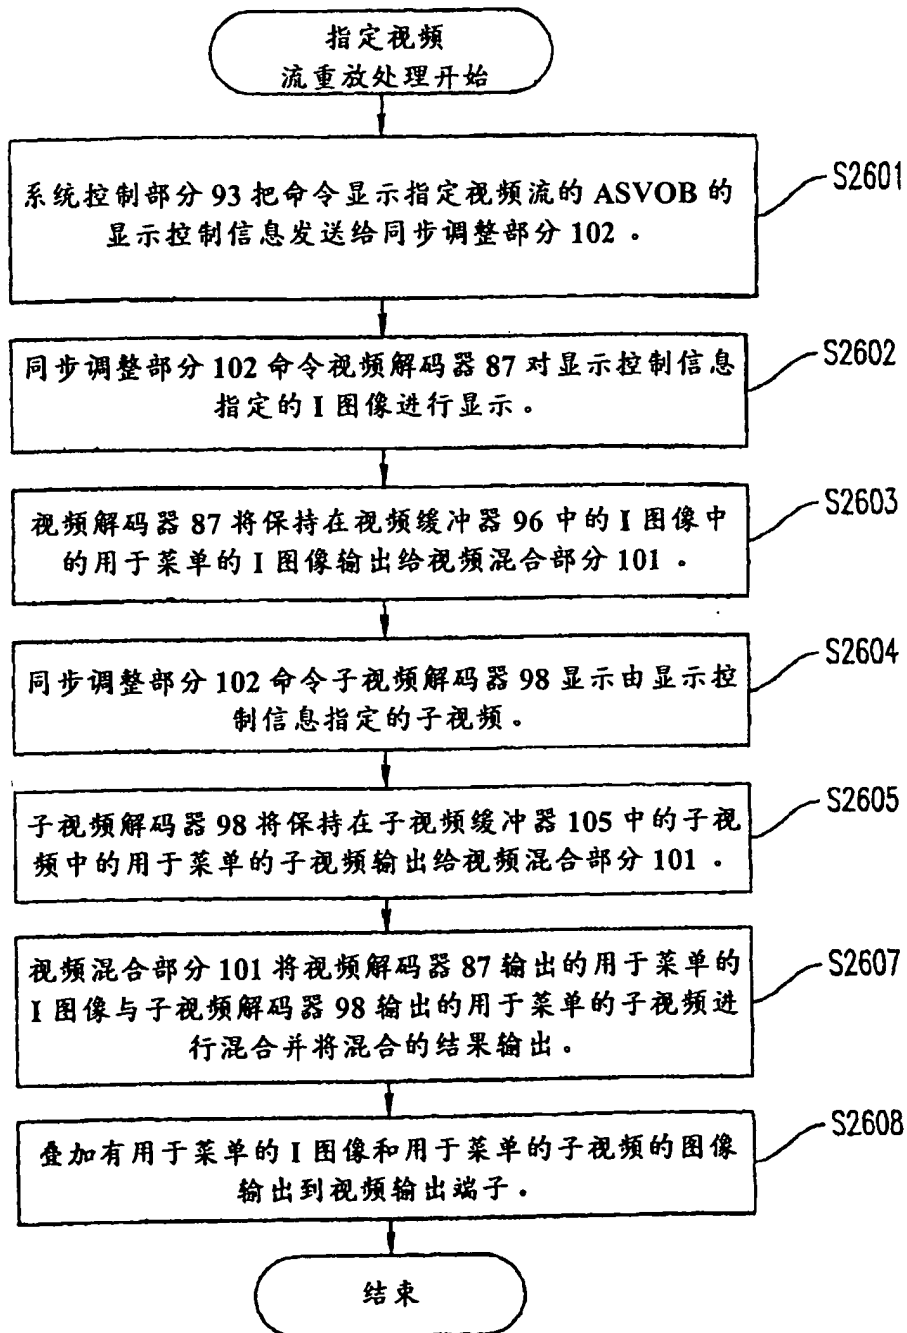 指定视频
流重放处理开始
系统控制部分 93 把命令显示指定视频流的 ASVOB 的
显示控制信息发送给同步调整部分 102 。
S2601
同步调整部分 102 命令视频解码器 87 对显示控制信息
指定的 I 图像进行显示。
S2602
视频解码器 87 将保持在视频缓冲器 96 中的 I 图像中
的用于菜单的 I 图像输出给视频混合部分 101 。
S2603
同步调整部分 102 命令子视频解码器 98 显示由显示控
制信息指定的子视频。
S2604
子视频解码器 98 将保持在子视频缓冲器 105 中的子视
频中的用于菜单的子视频输出给视频混合部分 101 。
S2605
视频混合部分 101 将视频解码器 87 输出的用于菜单的
I 图像与子视频解码器 98 输出的用于菜单的子视频进
行混合并将混合的结果输出。
S2607
叠加有用于菜单的 I 图像和用于菜单的子视频的图像
输出到视频输出端子。
S2608
结束